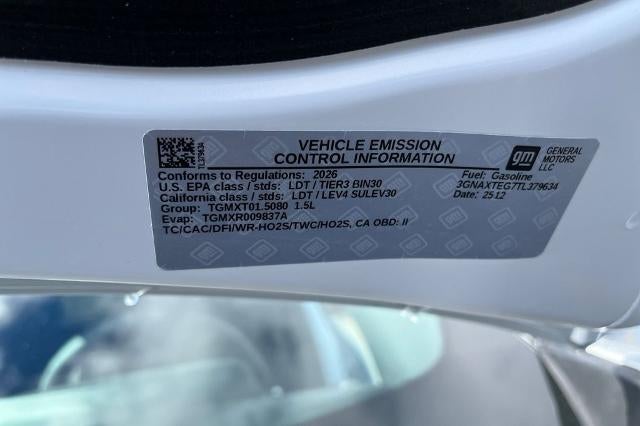 TL379634
VEHICLE EMISSION
CONTROL INFORMATION
gm
GENERAL
MOTORS
LLC
Conforms to Regulations: 2026
U.S. EPA class / stds: LDT / TIER3 BIN30
California class / stds: LDT / LEV4 SULEV30
Group: TGMXT01.5080 1.5L
Evap: TGMXR009837A
TC/CAC/DFI/WR-HO2S/TWC/HO2S, CA OBD: II
Fuel: Gasoline
3GNAXTEG7TL379634
Date: 2512